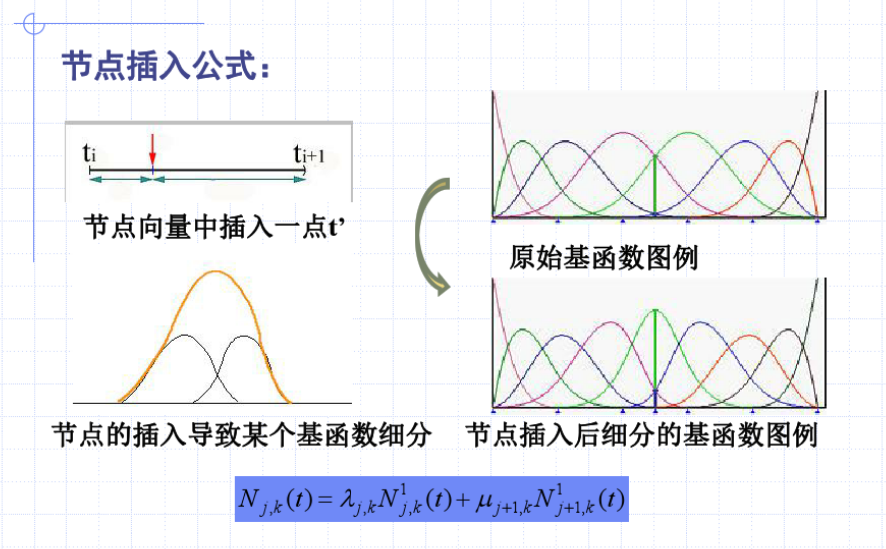 节点插入公式：
tᵢ tᵢ₊₁
节点向量中插入一点t’
原始基函数图例
节点的插入导致某个基函数细分
节点插入后细分的基函数图例
N_{j,k}(t) = λ_{j,k}N^1_{j,k}(t) + μ_{j+1,k}N^1_{j+1,k}(t)